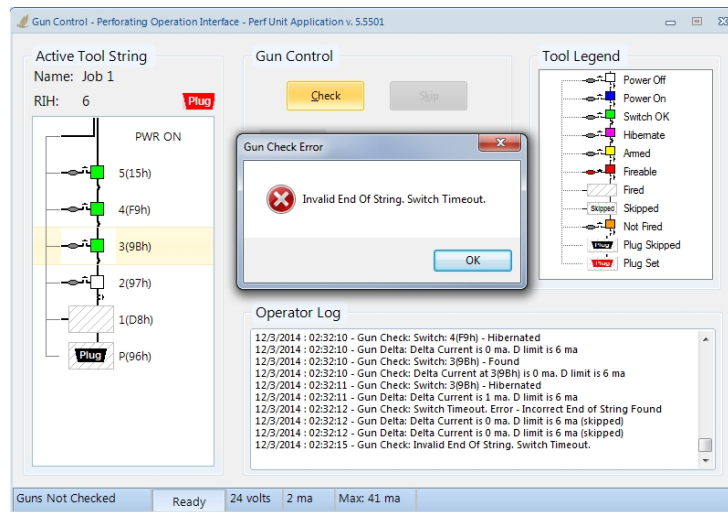 Gun Control - Perforating Operation Interface - Perf Unit Application v. 5.5501
Active Tool String
Name: Job 1
RIH: 6
Plug
PWR ON
5(15h)
4(F9h)
3(9Bh)
2(97h)
1(D8h)
Plug P(96h)
Gun Control
Check
Skip
Gun Check Error
Invalid End Of String. Switch Timeout.
OK
Tool Legend
Power Off
Power On
Switch OK
Hibernate
Armed
Fireable
Fired
Skipped Skipped
Not Fired
Plug Plug Skipped
Plug Plug Set
Operator Log
12/3/2014 : 02:32:10 - Gun Check: Switch: 4(F9h) - Hibernated
12/3/2014 : 02:32:10 - Gun Delta: Delta Current is 0 ma. D limit is 6 ma
12/3/2014 : 02:32:10 - Gun Check: Switch: 3(9Bh) - Found
12/3/2014 : 02:32:10 - Gun Check: Delta Current at 3(9Bh) is 0 ma. D limit is 6 ma
12/3/2014 : 02:32:11 - Gun Check: Switch: 3(9Bh) - Hibernated
12/3/2014 : 02:32:11 - Gun Delta: Delta Current is 1 ma. D limit is 6 ma
12/3/2014 : 02:32:12 - Gun Check: Switch Timeout. Error - Incorrect End of String Found
12/3/2014 : 02:32:12 - Gun Delta: Delta Current is 0 ma. D limit is 6 ma (skipped)
12/3/2014 : 02:32:12 - Gun Delta: Delta Current is 0 ma. D limit is 6 ma (skipped)
12/3/2014 : 02:32:15 - Gun Check: Invalid End Of String. Switch Timeout.
Guns Not Checked
Ready
24 volts
2 ma
Max: 41 ma